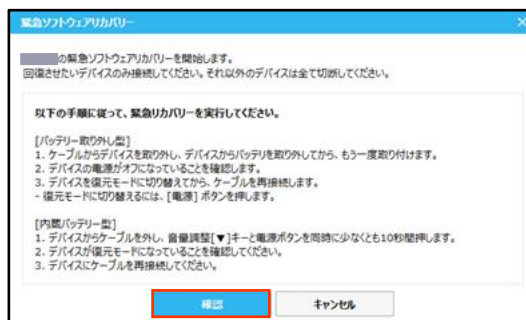 緊急ソフトウェアリカバリー
の緊急ソフトウェアリカバリーを開始します。
回復させたいデバイスのみ接続してください。それ以外のデバイスは全て切断してください。
以下の手順に従って、緊急リカバリーを実行してください。
[バッテリー取り外し型]
1. ケーブルからデバイスを取り外し、デバイスからバッテリを取り外してから、もう一度取り付けます。
2. デバイスの電源がオフになっていることを確認します。
3. デバイスを復元モードに切り替えてから、ケーブルを再接続します。
- 復元モードに切り替えるには、[電源] ボタンを押します。
[内蔵バッテリー型]
1. デバイスからケーブルを外し、音量調整[▼]キーと電源ボタンを同時に少なくとも10秒間押します。
2. デバイスが復元モードになっていることを確認してください。
3. デバイスにケーブルを再接続してください。
確認
キャンセル